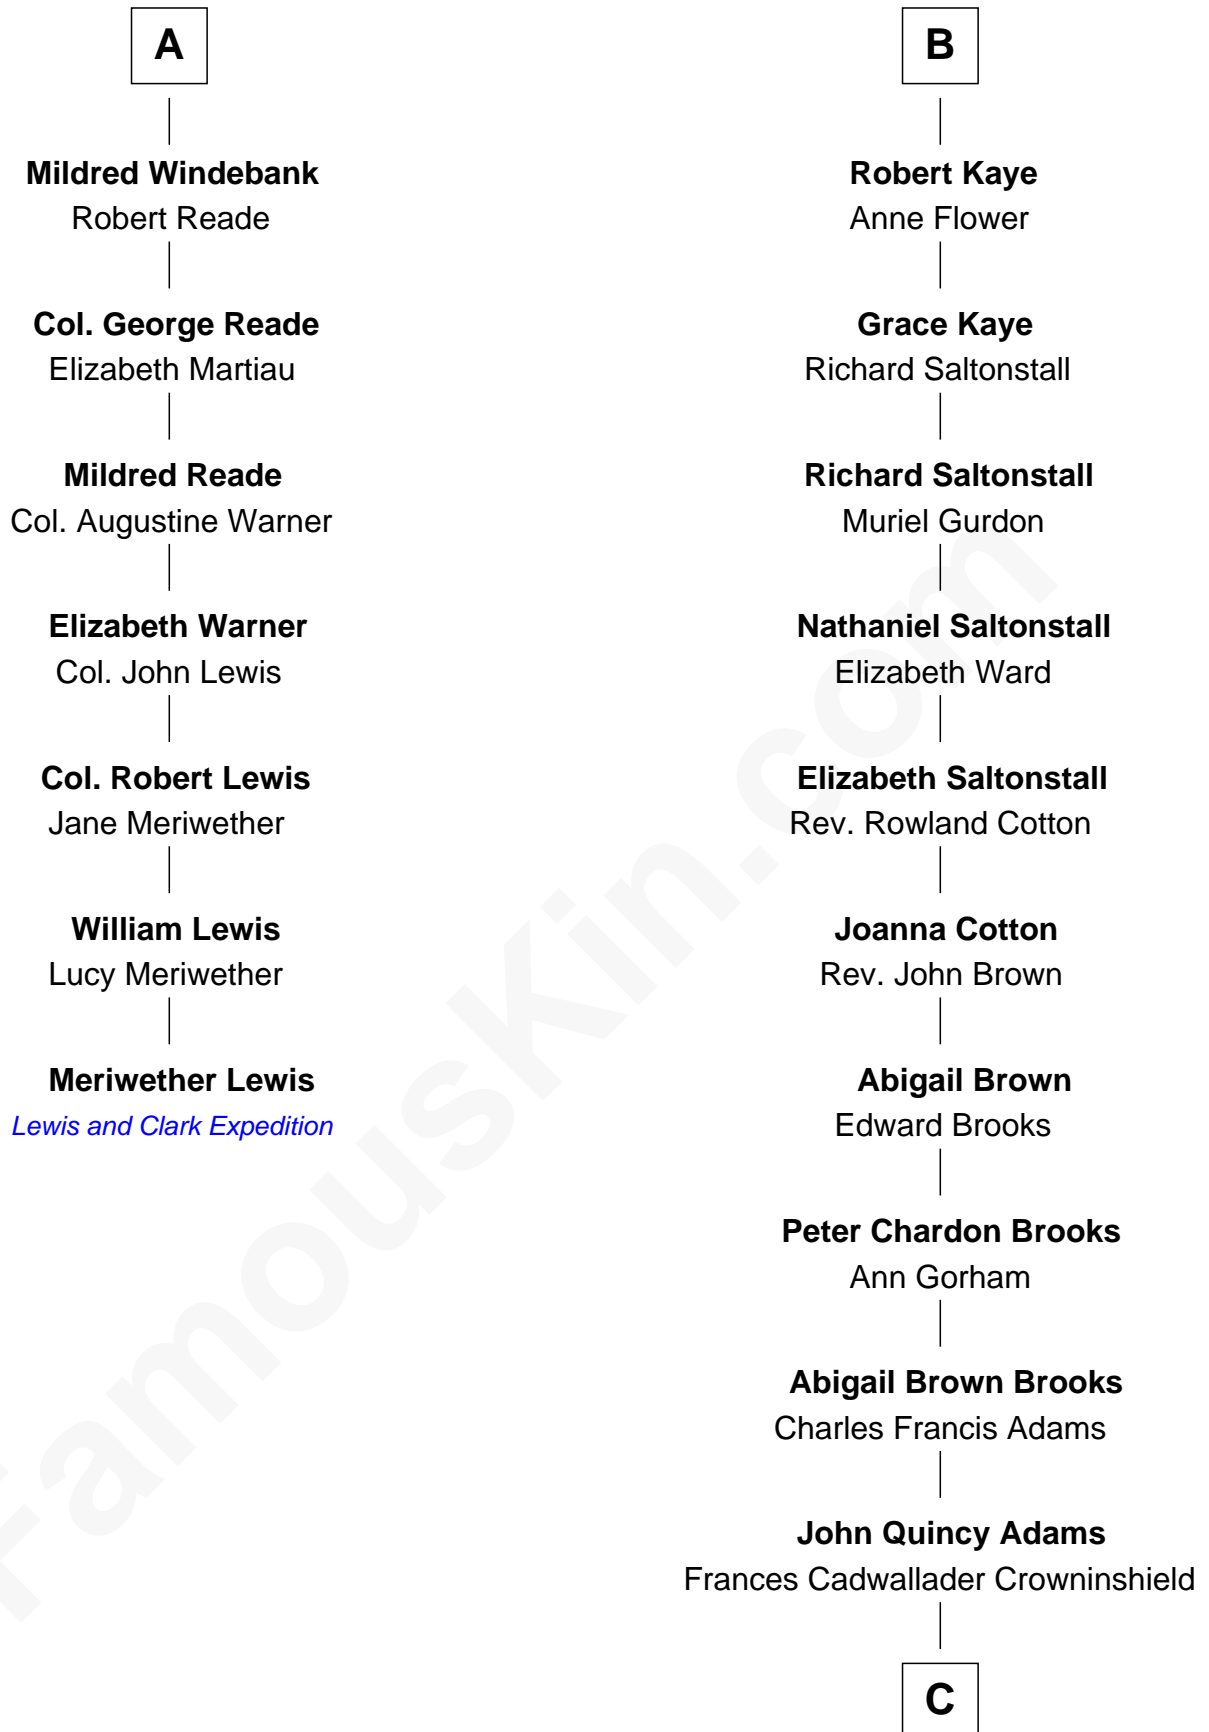 A
Mildred Windebank
Robert Reade
Col. George Reade
Elizabeth Martiau
Mildred Reade
Col. Augustine Warner
Elizabeth Warner
Col. John Lewis
Col. Robert Lewis
Jane Meriwether
William Lewis
Lucy Meriwether
Meriwether Lewis
Lewis and Clark Expedition
B
Robert Kaye
Anne Flower
Grace Kaye
Richard Saltonstall
Richard Saltonstall
Muriel Gurdon
Nathaniel Saltonstall
Elizabeth Ward
Elizabeth Saltonstall
Rev. Rowland Cotton
Joanna Cotton
Rev. John Brown
Abigail Brown
Edward Brooks
Peter Chardon Brooks
Ann Gorham
Abigail Brown Brooks
Charles Francis Adams
John Quincy Adams
Frances Cadwallader Crowninshield
C
FamousKin.com